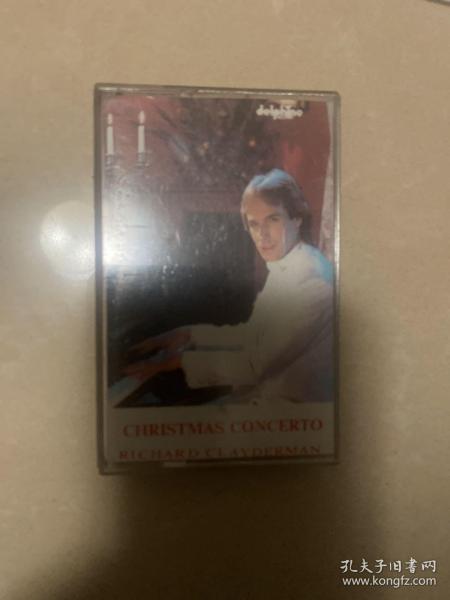 delphine
CHRISTMAS CONCERTO
RICHARD CLAYDERMAN
孔夫子旧书网
www.kongfz.com